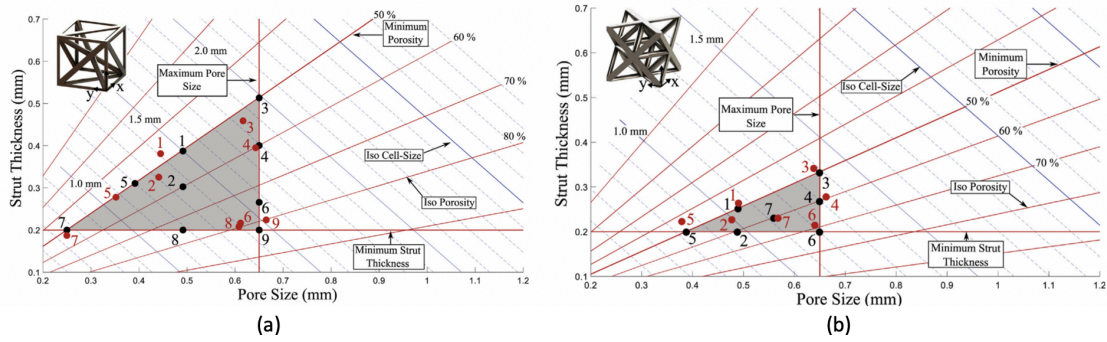 50 %
Minimum
Porosity
60 %
70 %
80 %
2.0 mm
Maximum Pore
Size
1.5 mm
1.0 mm
Iso Cell-Size
Iso Porosity
Minimum Strut
Thickness
y
x
1
2
3
4
5
6
7
8
9
1
2
3
4
5
6
7
8
9
Strut Thickness (mm)
0.7
0.6
0.5
0.4
0.3
0.2
0.1
0.2 0.3 0.4 0.5 0.6 0.7 0.8 0.9 1 1.1 1.2
Pore Size (mm)
(a)
1.5 mm
Minimum
Porosity
Iso Cell-Size
50 %
Maximum Pore
Size
1.0 mm
60 %
70 %
Iso Porosity
Minimum Strut
Thickness
y
x
1
2
3
4
5
6
7
1
2
3
4
5
6
7
Strut Thickness (mm)
0.7
0.6
0.5
0.4
0.3
0.2
0.1
0.2 0.3 0.4 0.5 0.6 0.7 0.8 0.9 1 1.1 1.2
Pore Size (mm)
(b)